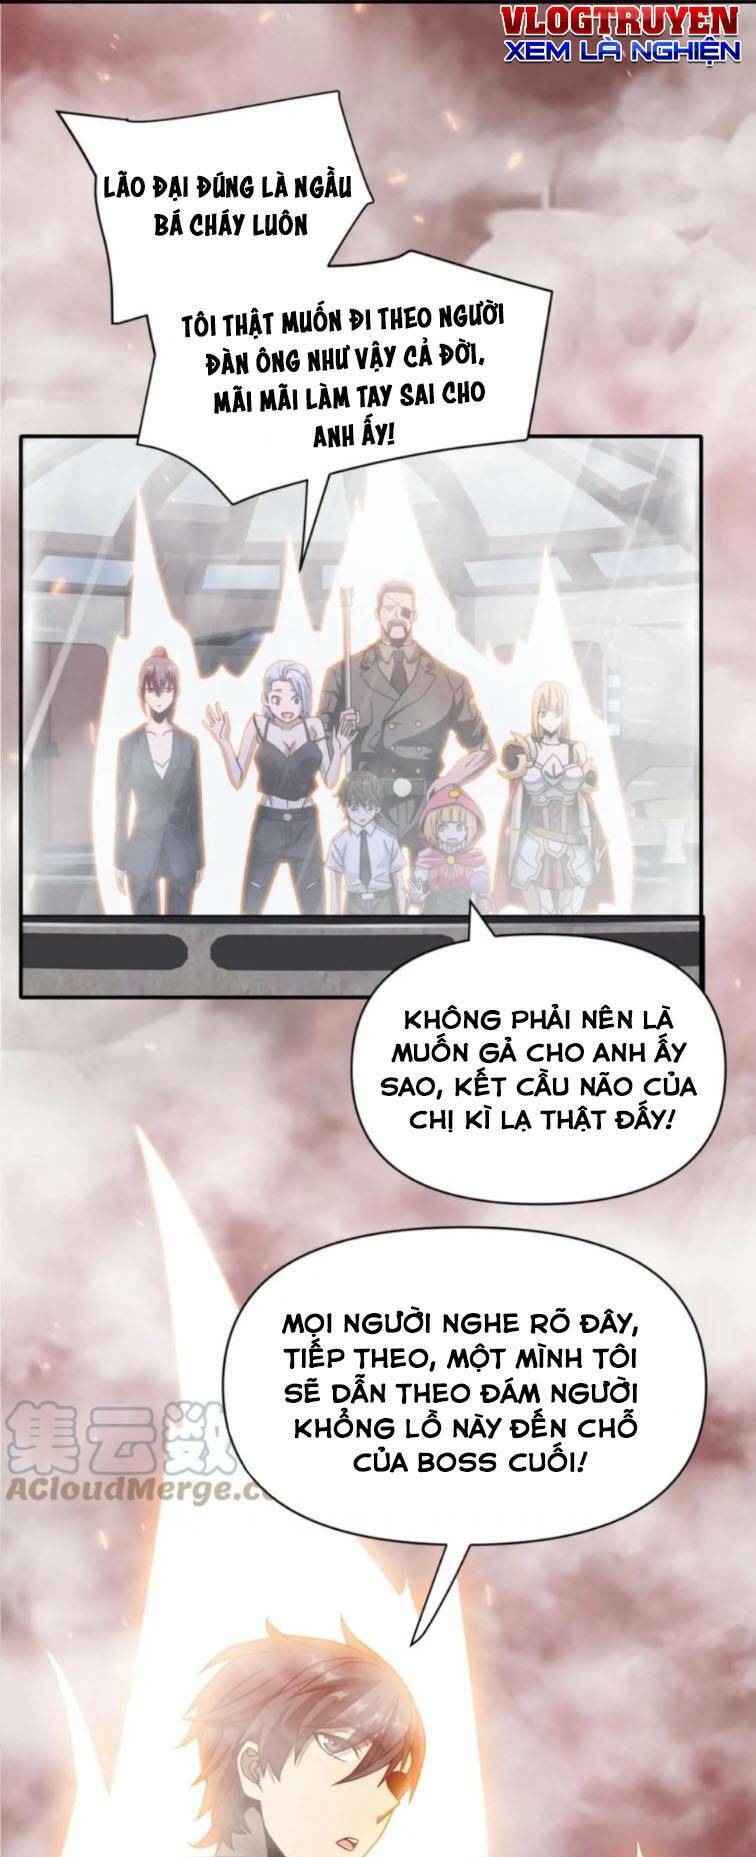 VLOGTRUYEN
XEM LÀ NGHIỆN
LÃO ĐẠI ĐÚNG LÀ NGẦU
BÁ CHÁY LUÔN
TÔI THẬT MUỐN ĐI THEO NGƯỜI
ĐÀN ÔNG NHƯ VẬY CẢ ĐỜI,
MÃI MÃI LÀM TAY SAI CHO
ANH ẤY!
KHÔNG PHẢI NÊN LÀ
MUỐN GẢ CHO ANH ẤY
SAO, KẾT CẦU NÃO CỦA
CHỊ KÌ LẠ THẬT ĐẤY!
MỌI NGƯỜI NGHE RÕ ĐÂY,
TIẾP THEO, MỘT MÌNH TÔI
SẼ DẪN THEO ĐÁM NGƯỜI
KHỔNG LỒ NÀY ĐẾN CHỖ
CỦA BOSS CUỐI!
集云数
ACloudMerge.co